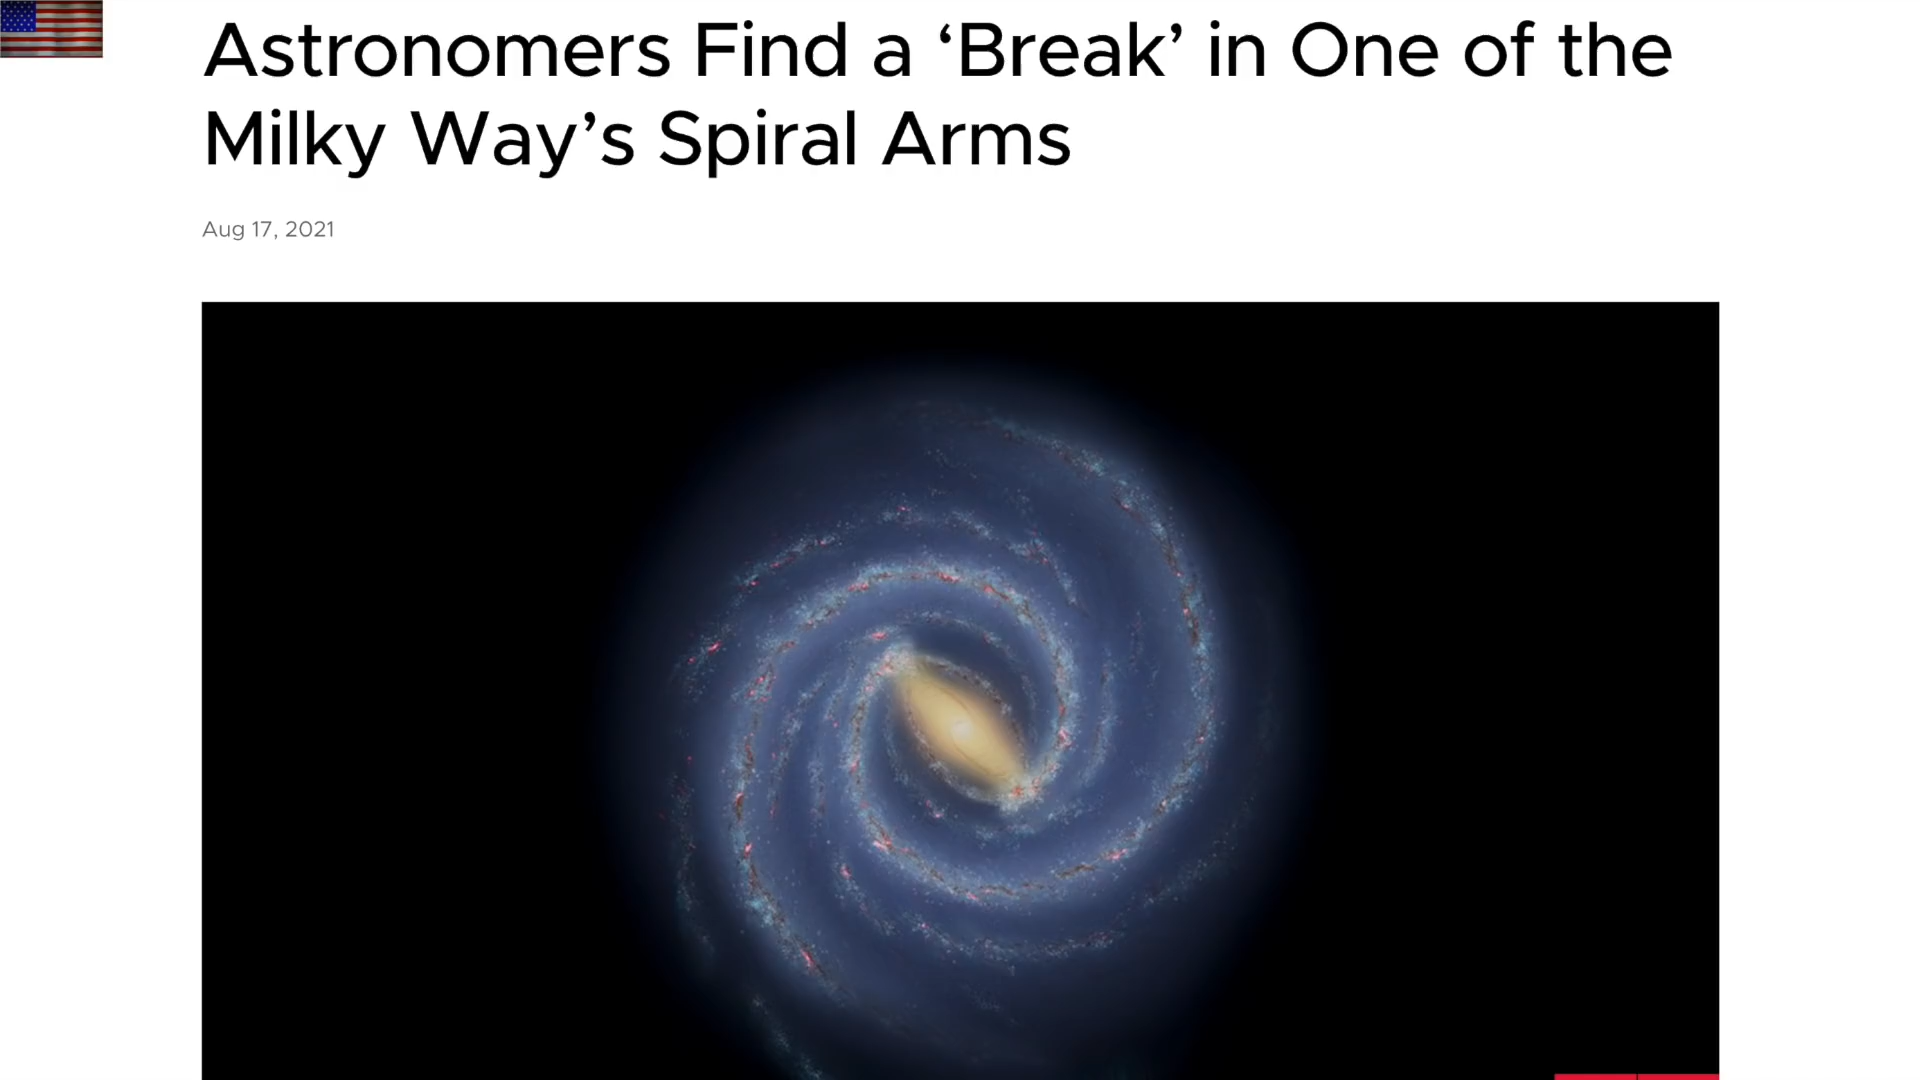 Astronomers Find a ‘Break’ in One of the
Milky Way’s Spiral Arms
Aug 17, 2021